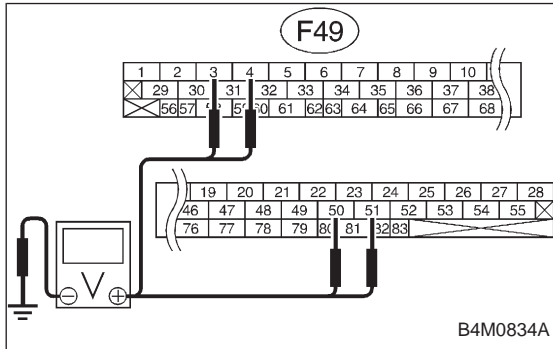 F49
1 2 3 4 5 6 7 8 9 10
29 30 31 32 33 34 35 36 37 38
56 57 60 61 62 63 64 65 66 67 68
19 20 21 22 23 24 25 26 27 28
46 47 48 49 50 51 52 53 54 55
76 77 78 79 80 81 82 83
V
− +
B4M0834A